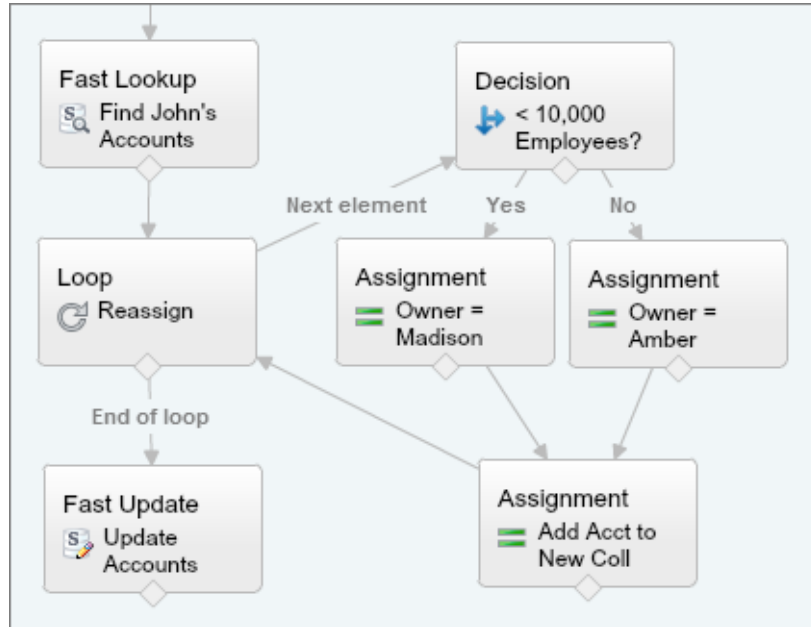 Fast Lookup
Find John's
Accounts
Decision
< 10,000
Employees?
Next element
Yes
No
Loop
Reassign
Assignment
Owner =
Madison
Assignment
Owner =
Amber
End of loop
Fast Update
Update
Accounts
Assignment
Add Acct to
New Coll